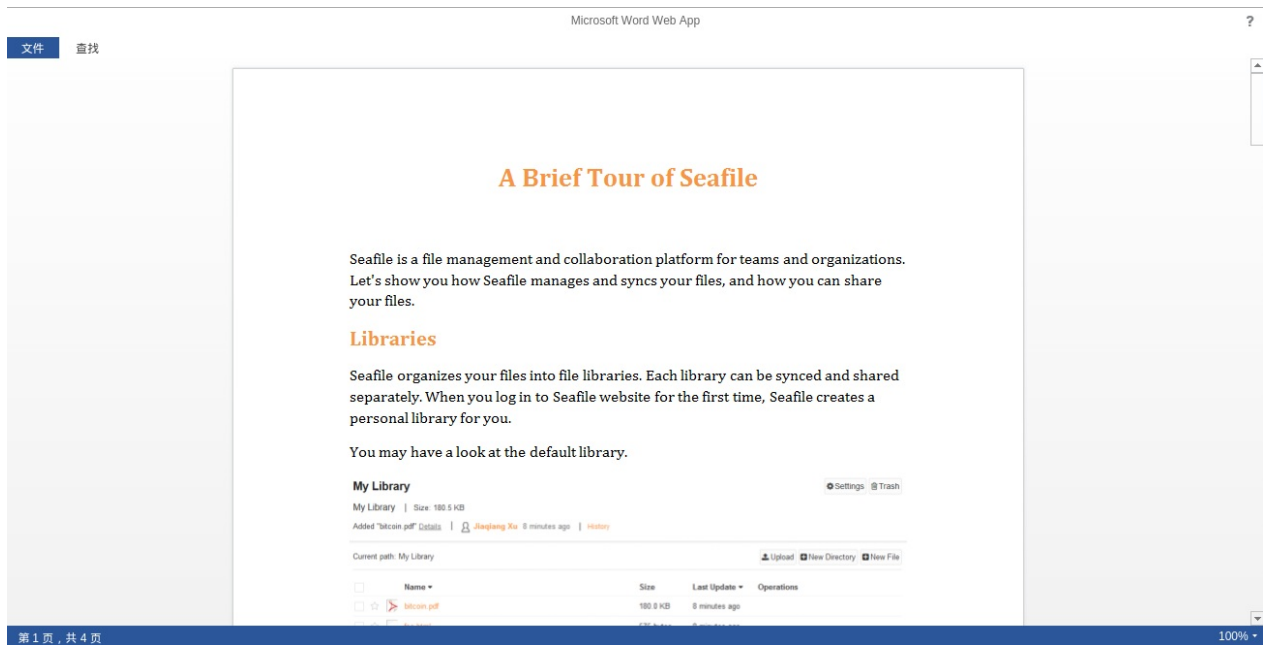 Microsoft Word Web App
?
文件 查找
A Brief Tour of Seafile
Seafile is a file management and collaboration platform for teams and organizations.
Let's show you how Seafile manages and syncs your files, and how you can share
your files.
Libraries
Seafile organizes your files into file libraries. Each library can be synced and shared
separately. When you log in to Seafile website for the first time, Seafile creates a
personal library for you.
You may have a look at the default library.
My Library Settings Trash
My Library | Size: 180.5 KB
Added "bitcoin.pdf" Details | Jiaqiang Xu 8 minutes ago | History
Current path: My Library Upload New Directory New File
Name Size Last Update Operations
bitcoin.pdf 180.0 KB 8 minutes ago
第 1 页，共 4 页 100%